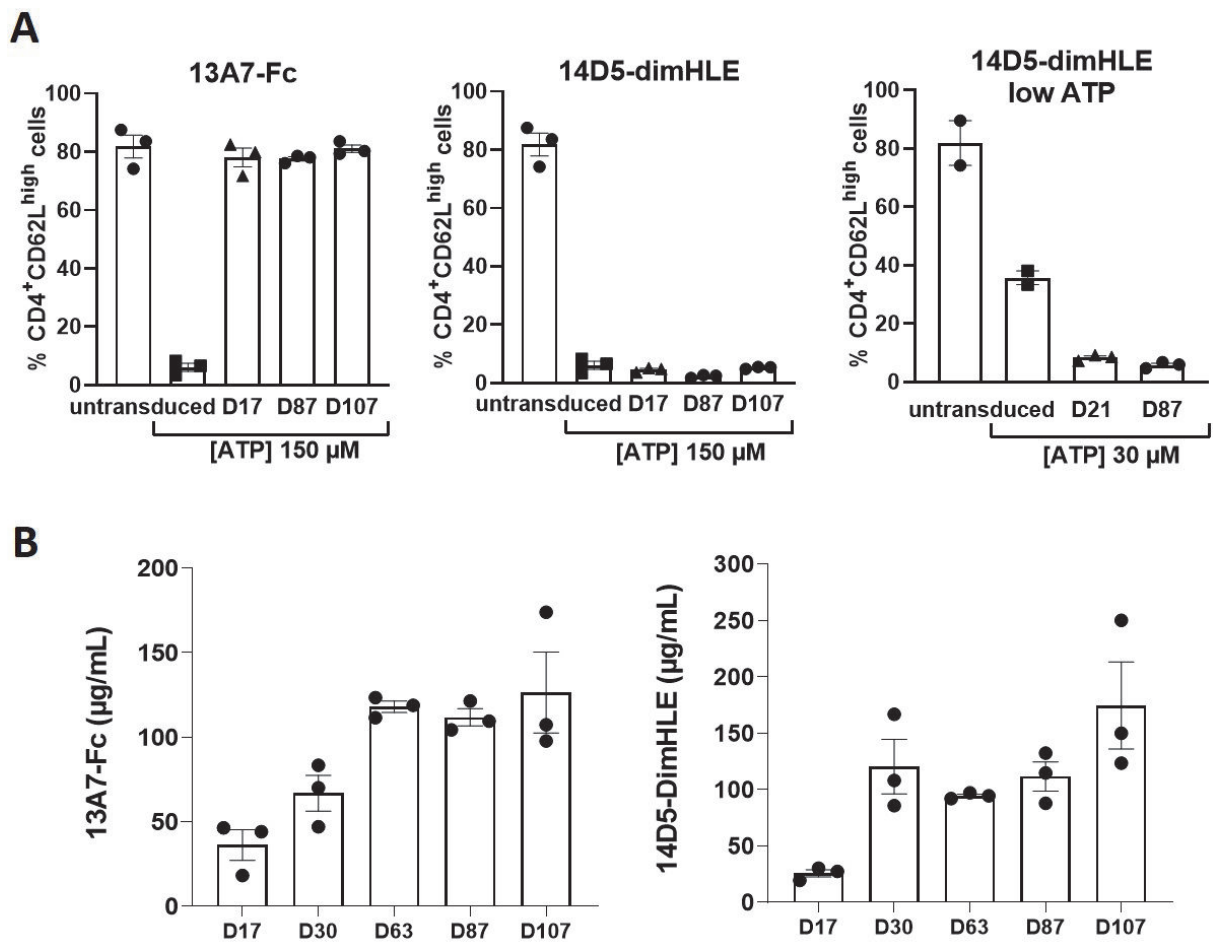 A
13A7-Fc
% CD4⁺CD62Lʰⁱᵍʰ cells
100
80
60
40
20
0
untransduced D17 D87 D107
[ATP] 150 µM
14D5-dimHLE
% CD4⁺CD62Lʰⁱᵍʰ cells
100
80
60
40
20
0
untransduced D17 D87 D107
[ATP] 150 µM
14D5-dimHLE
low ATP
% CD4⁺CD62Lʰⁱᵍʰ cells
100
80
60
40
20
0
untransduced D21 D87
[ATP] 30 µM
B
13A7-Fc (µg/mL)
200
150
100
50
0
D17 D30 D63 D87 D107
14D5-DimHLE (µg/mL)
300
250
200
150
100
50
0
D17 D30 D63 D87 D107